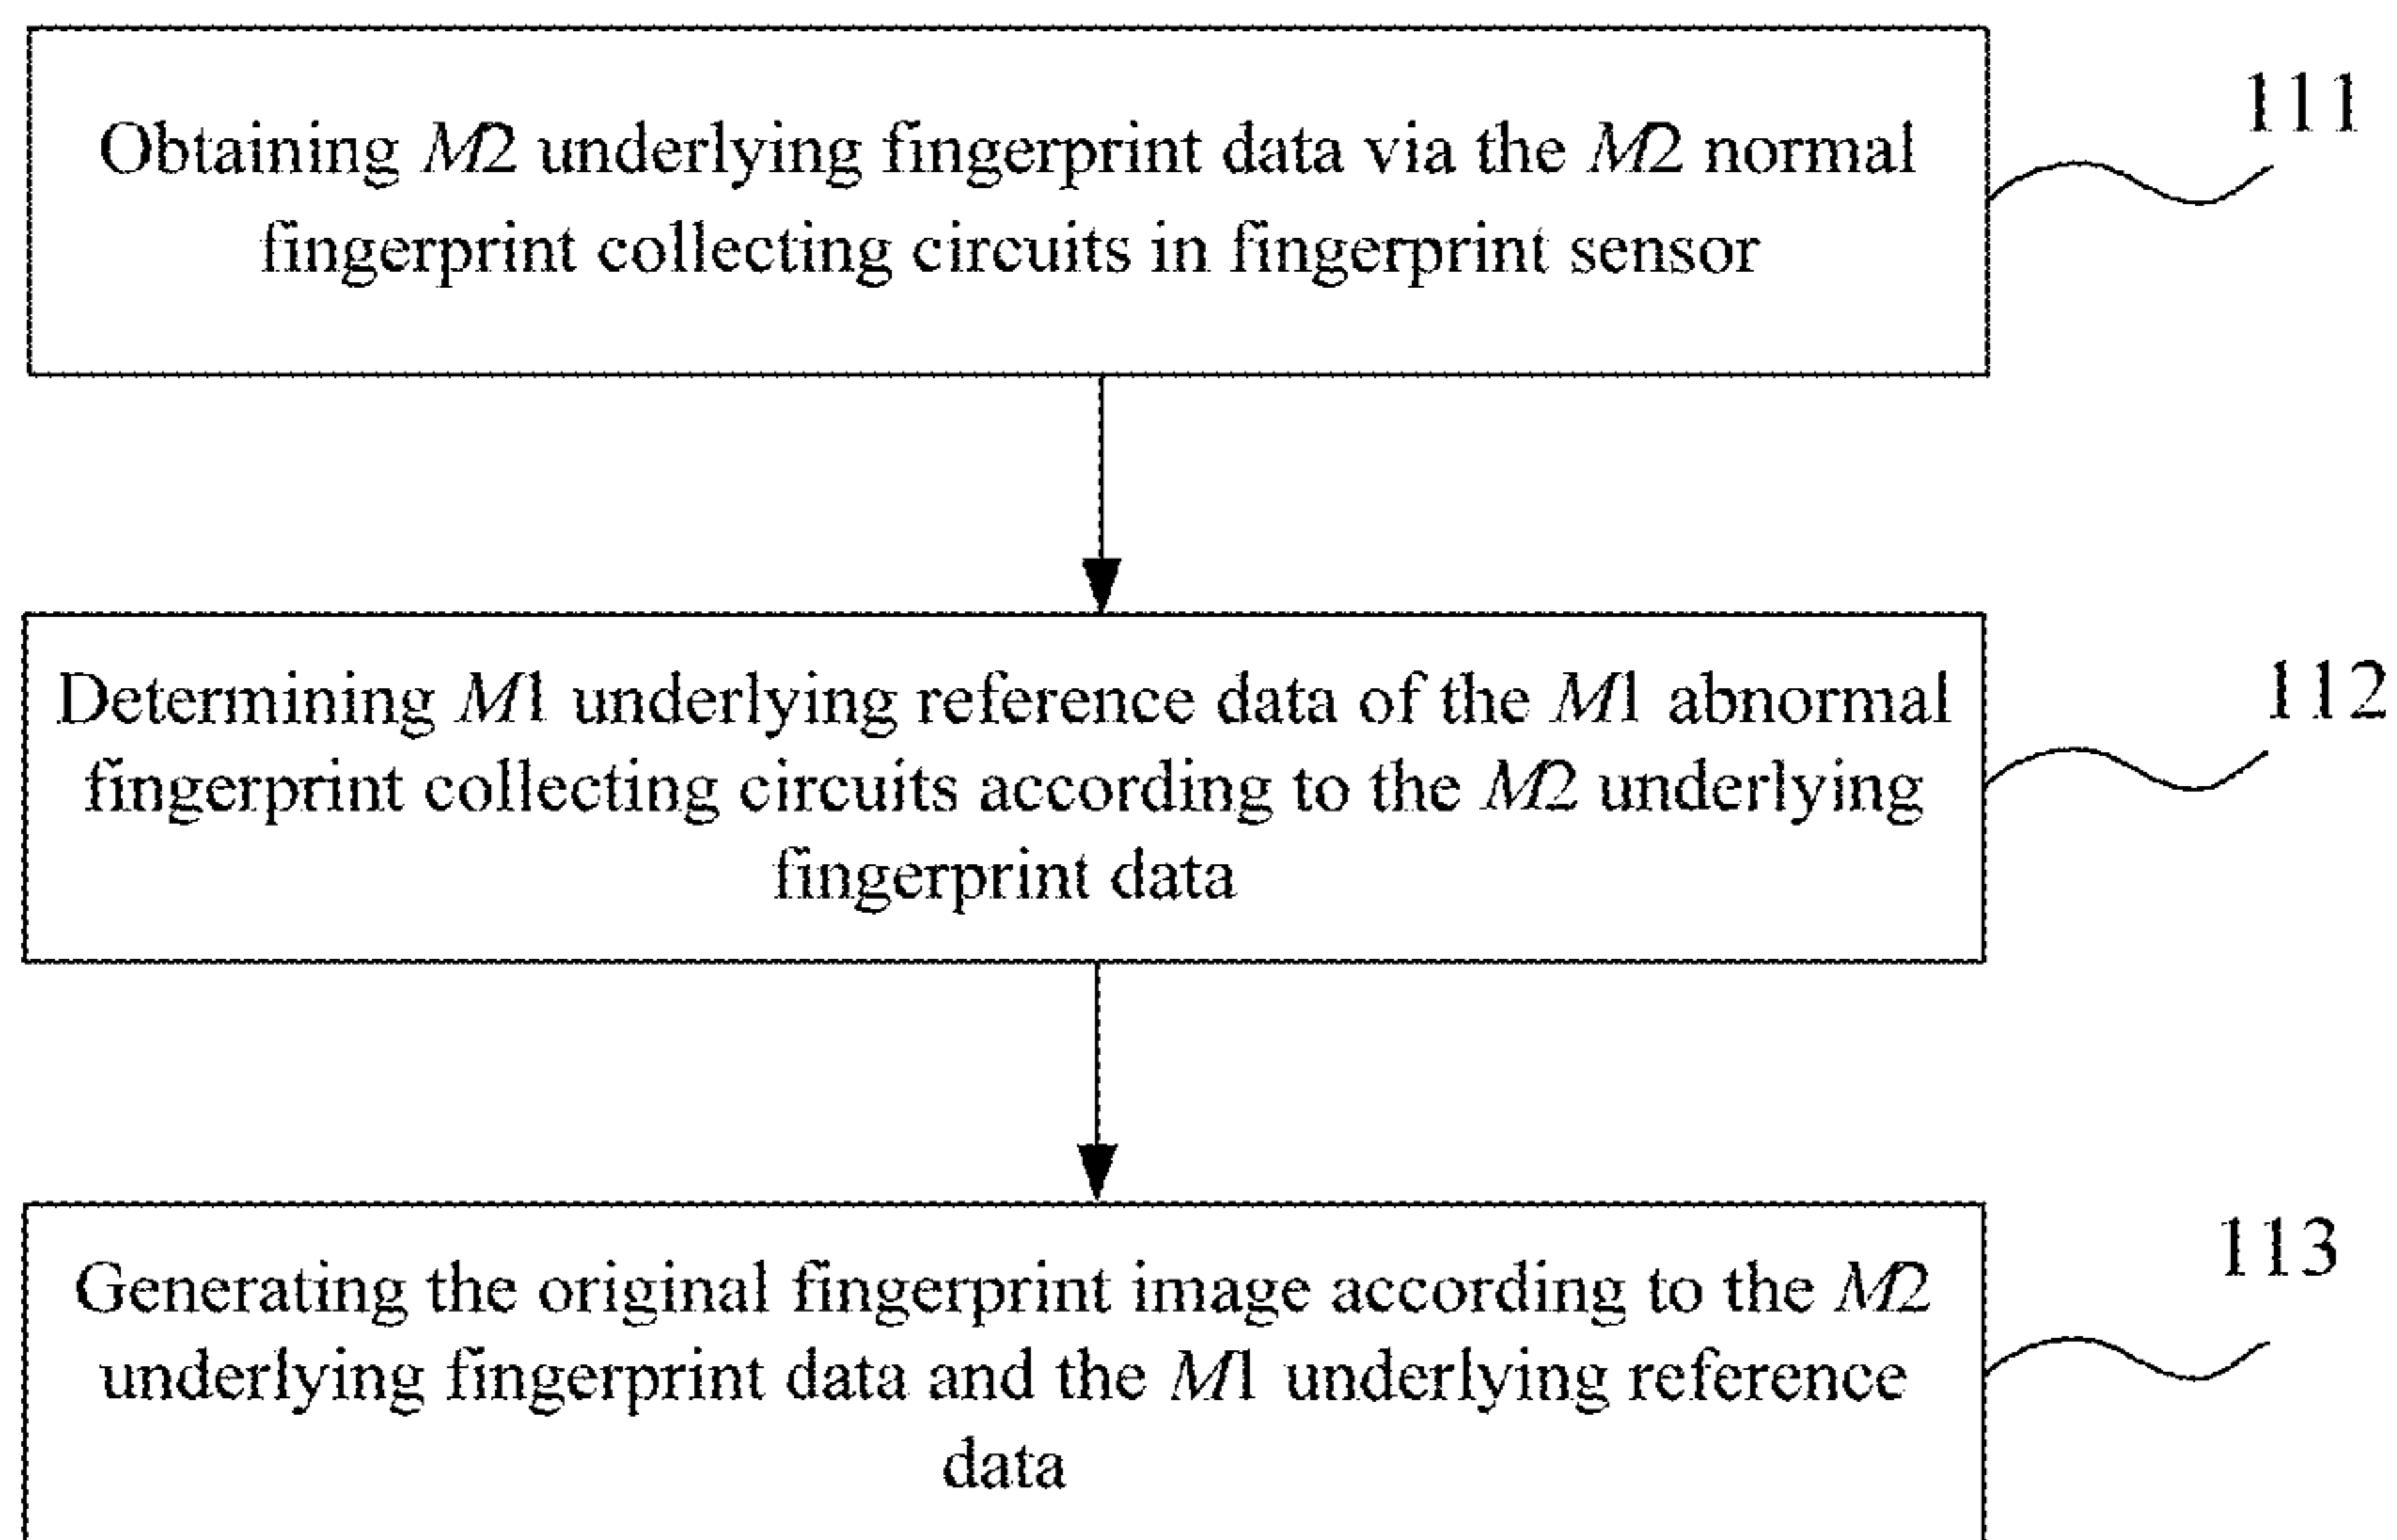 111
Obtaining M2 underlying fingerprint data via the M2 normal
fingerprint collecting circuits in fingerprint sensor
112
Determining M1 underlying reference data of the M1 abnormal
fingerprint collecting circuits according to the M2 underlying
fingerprint data
113
Generating the original fingerprint image according to the M2
underlying fingerprint data and the M1 underlying reference
data